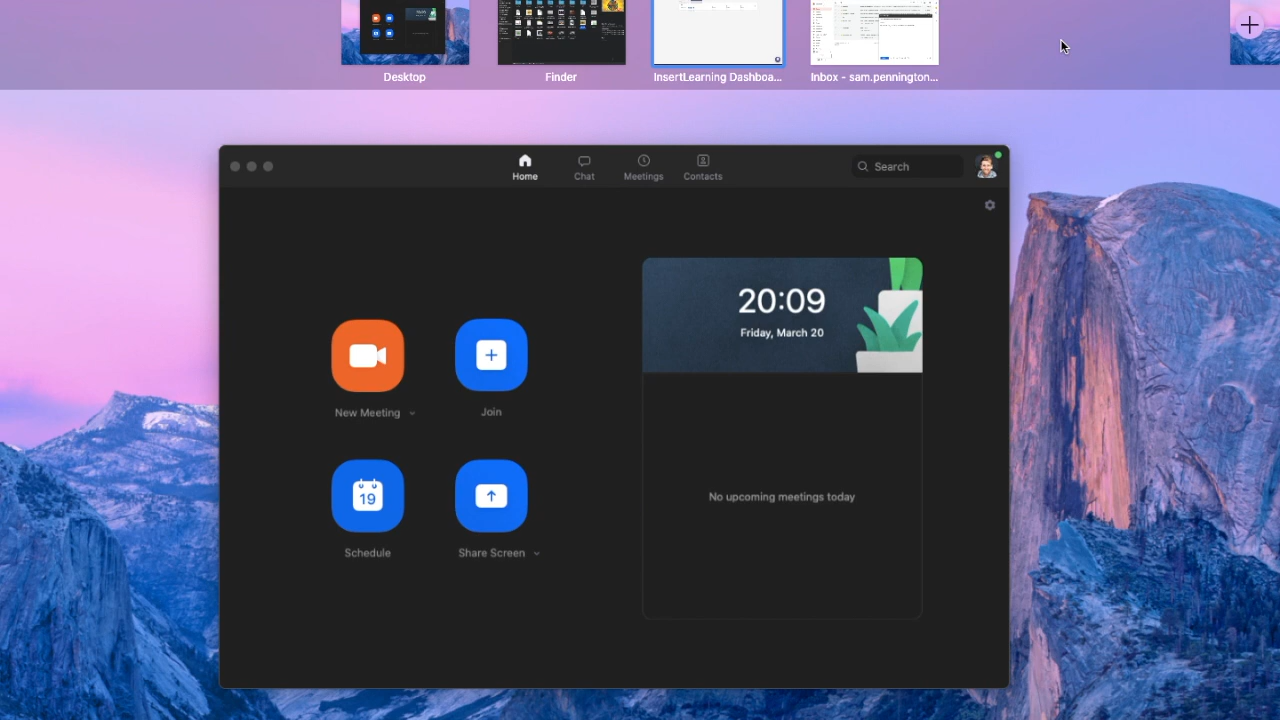 Desktop
Finder
InsertLearning Dashboa...
Inbox - sam.pennington...
Home
Chat
Meetings
Contacts
Search
20:09
Friday, March 20
New Meeting
Join
No upcoming meetings today
19
Schedule
Share Screen